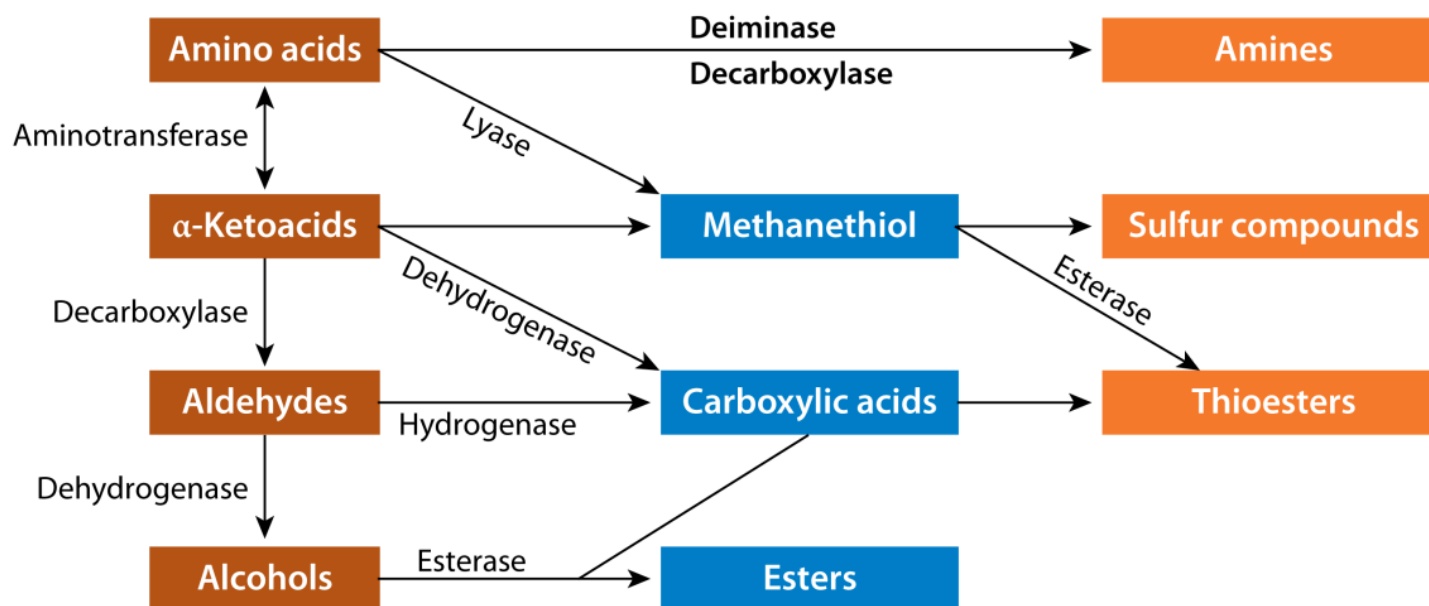 Deiminase
Amino acids
Amines
Decarboxylase
Aminotransferase
Lyase
α-Ketoacids
Methanethiol
Sulfur compounds
Decarboxylase
Dehydrogenase
Esterase
Aldehydes
Carboxylic acids
Thioesters
Hydrogenase
Dehydrogenase
Esterase
Alcohols
Esters